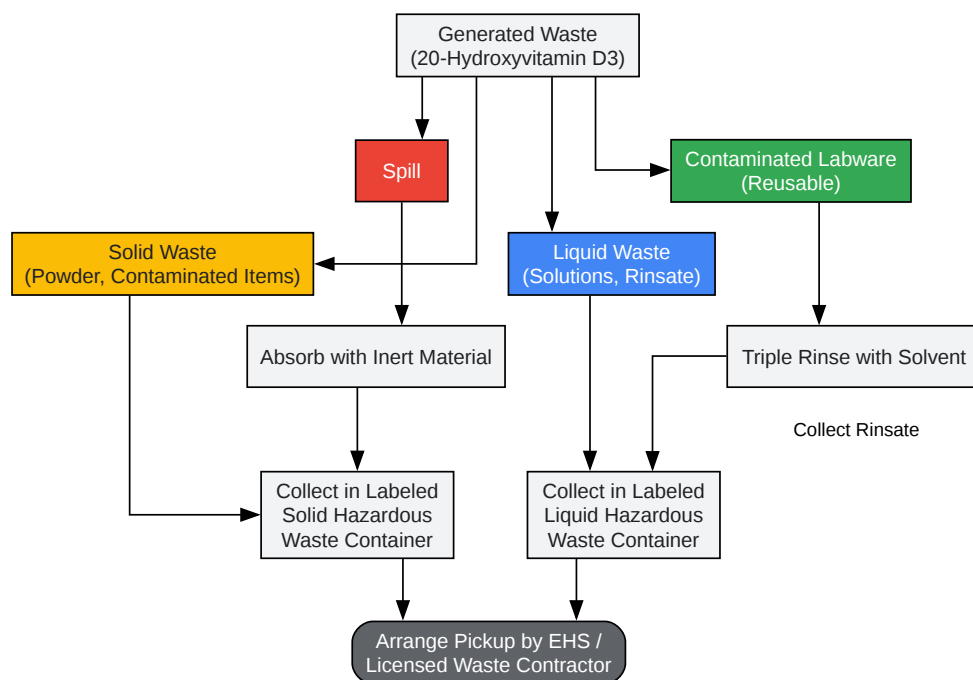 Generated Waste
(20-Hydroxyvitamin D3)
Spill
Contaminated Labware
(Reusable)
Solid Waste
(Powder, Contaminated Items)
Liquid Waste
(Solutions, Rinsate)
Absorb with Inert Material
Triple Rinse with Solvent
Collect Rinsate
Collect in Labeled
Solid Hazardous
Waste Container
Collect in Labeled
Liquid Hazardous
Waste Container
Arrange Pickup by EHS /
Licensed Waste Contractor